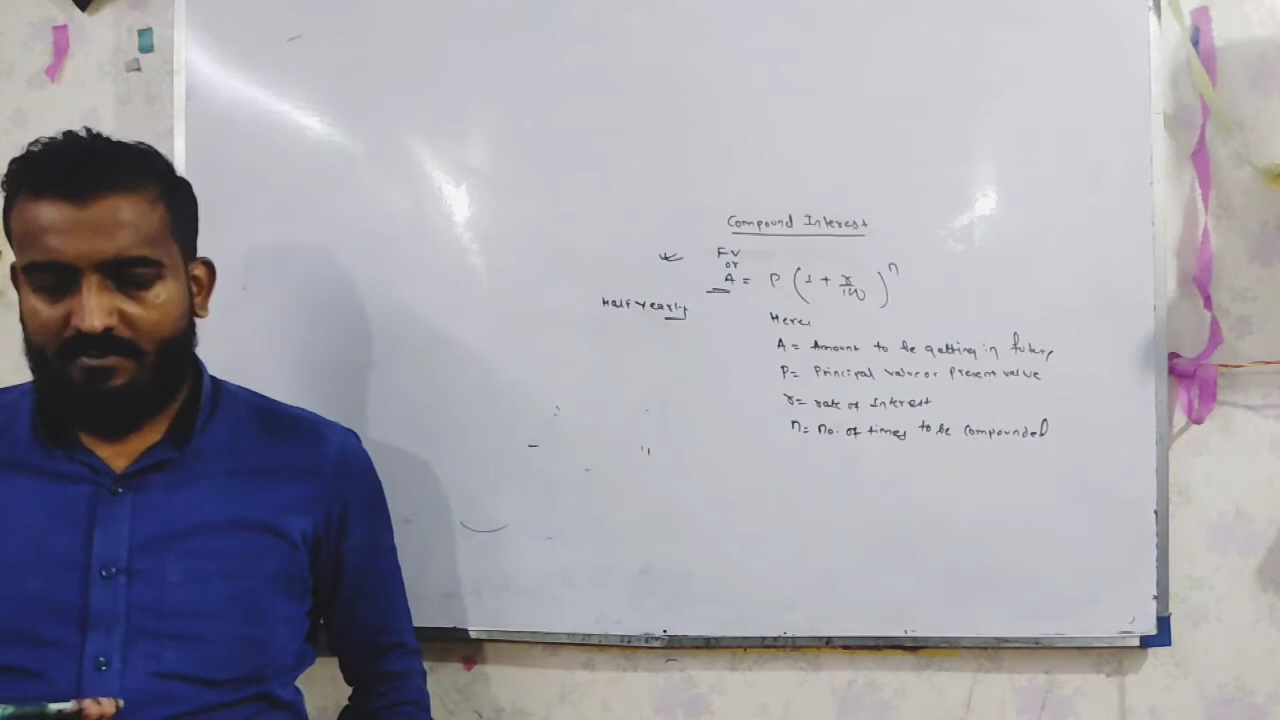 Compound Interest
FV
or
A = P (1 + r/100)^n
Half Yearly
Here,
A = Amount to be getting in future
P = Principal value or Present value
r = rate of Interest
n = no. of times to be compounded